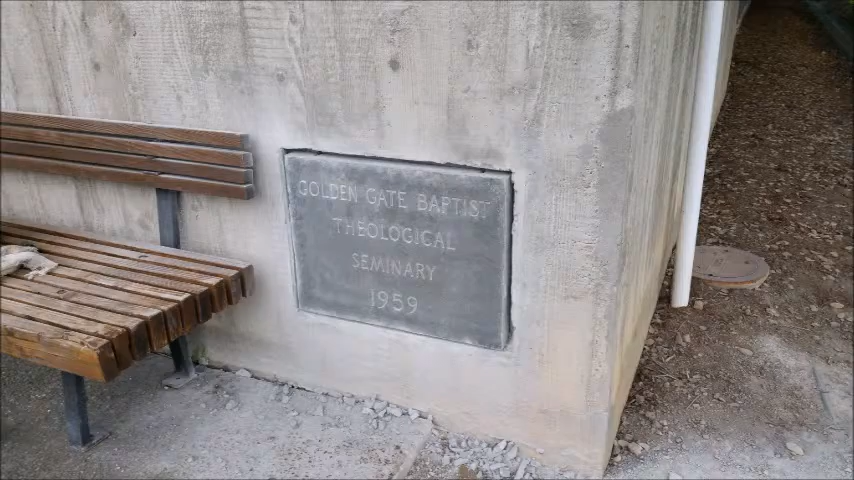 GOLDEN GATE BAPTIST
THEOLOGICAL
SEMINARY
1959